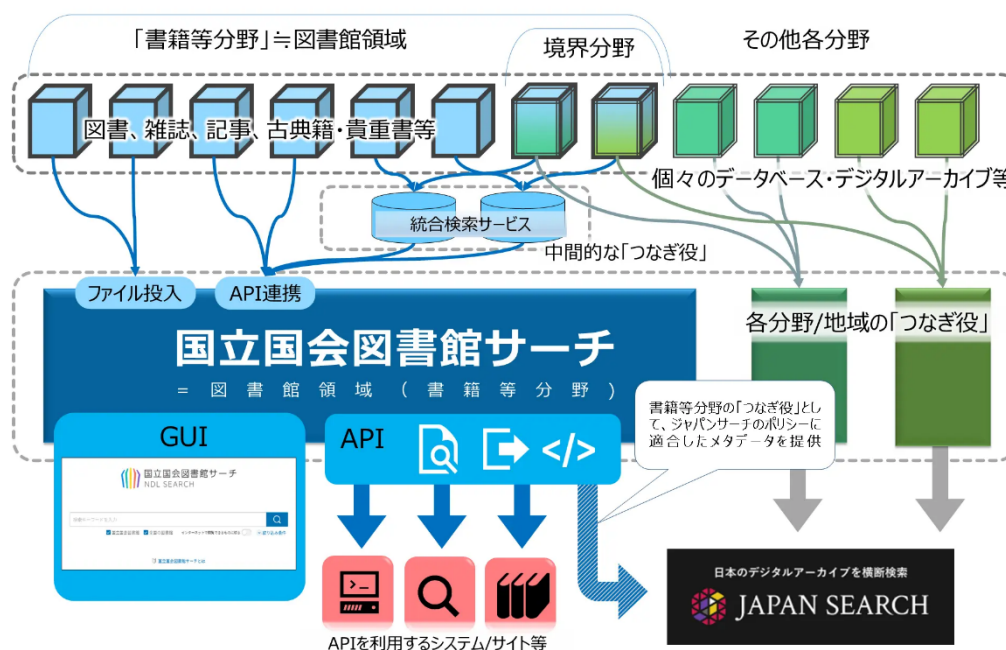 「書籍等分野」≒図書館領域
境界分野
その他各分野
図書、雑誌、記事、古典籍・貴重書等
個々のデータベース・デジタルアーカイブ等
統合検索サービス
中間的な「つなぎ役」
ファイル投入
API連携
国立国会図書館サーチ
=図書館領域(書籍等分野)
各分野/地域の「つなぎ役」
書籍等分野の「つなぎ役」とし
て、ジャパンサーチのポリシーに
適合したメタデータを提供
GUI
国立国会図書館サーチ
NDL SEARCH
API
</>
APIを利用するシステム/サイト等
日本のデジタルアーカイブを横断検索
JAPAN SEARCH